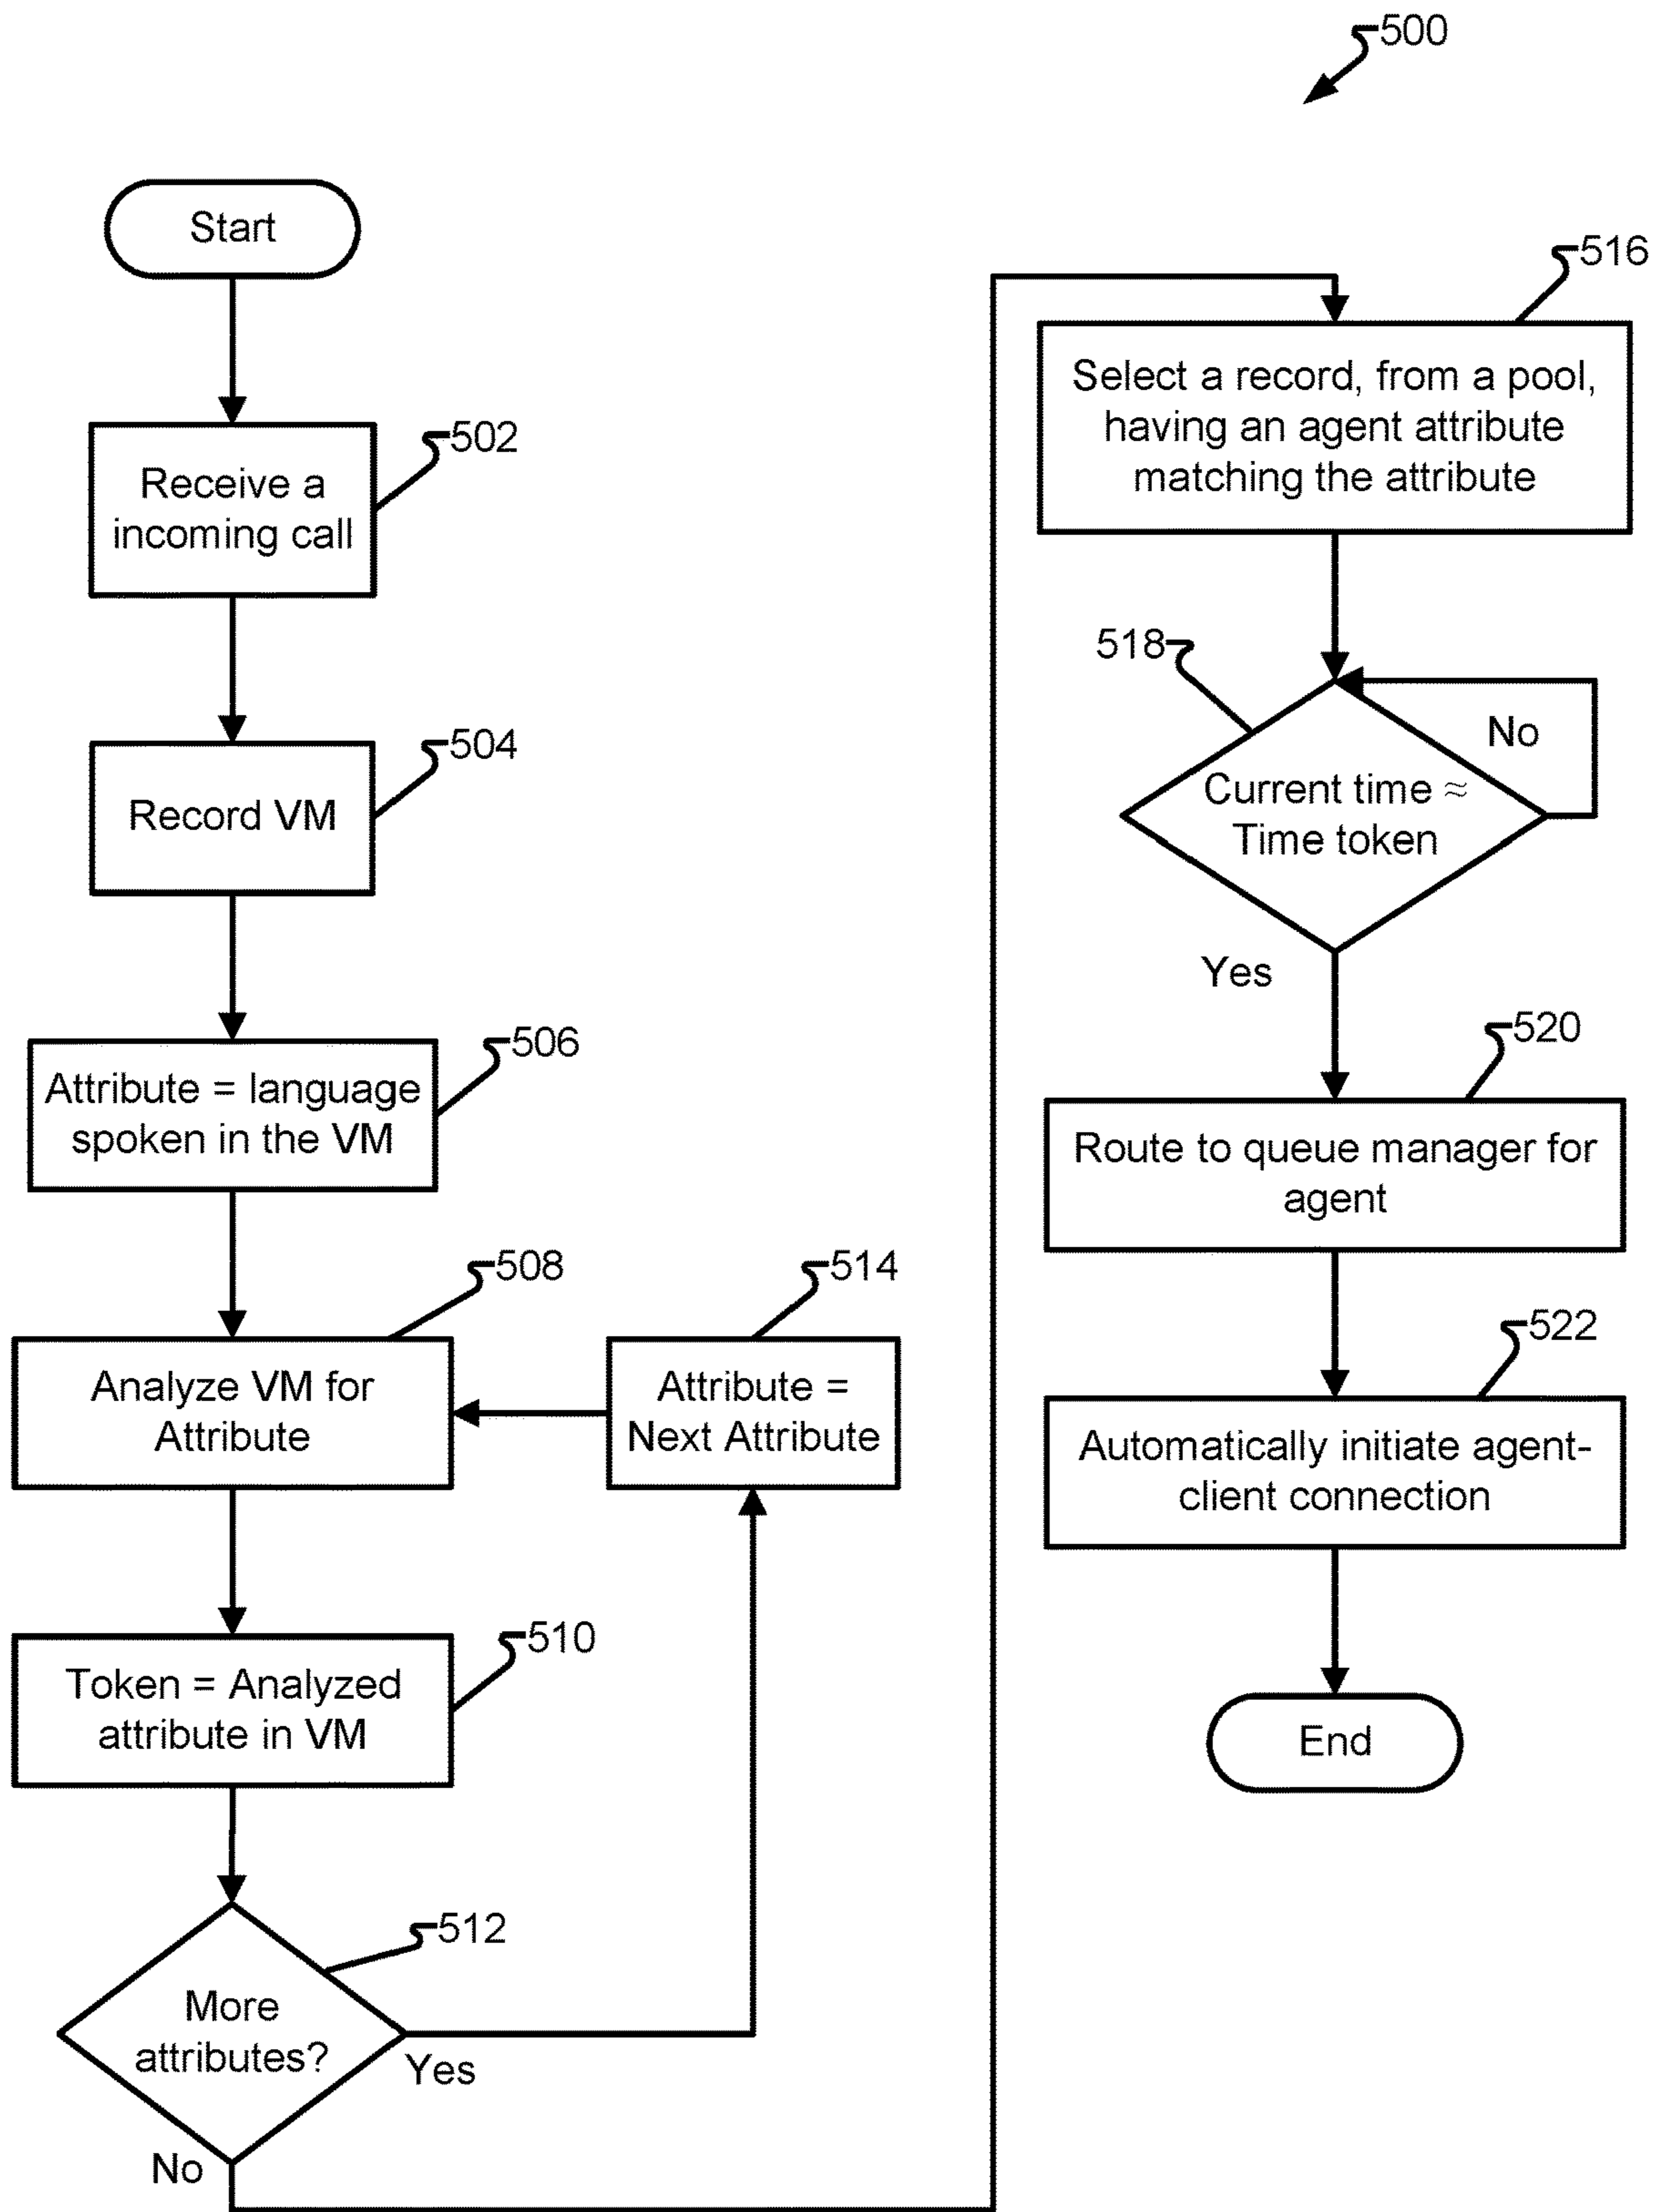 500
Start
502
Receive a
incoming call
504
Record VM
506
Attribute = language
spoken in the VM
508
Analyze VM for
Attribute
514
Attribute =
Next Attribute
510
Token = Analyzed
attribute in VM
512
More
attributes?
Yes
No
516
Select a record, from a pool,
having an agent attribute
matching the attribute
518
No
Current time ≈
Time token
Yes
520
Route to queue manager for
agent
522
Automatically initiate agent-
client connection
End